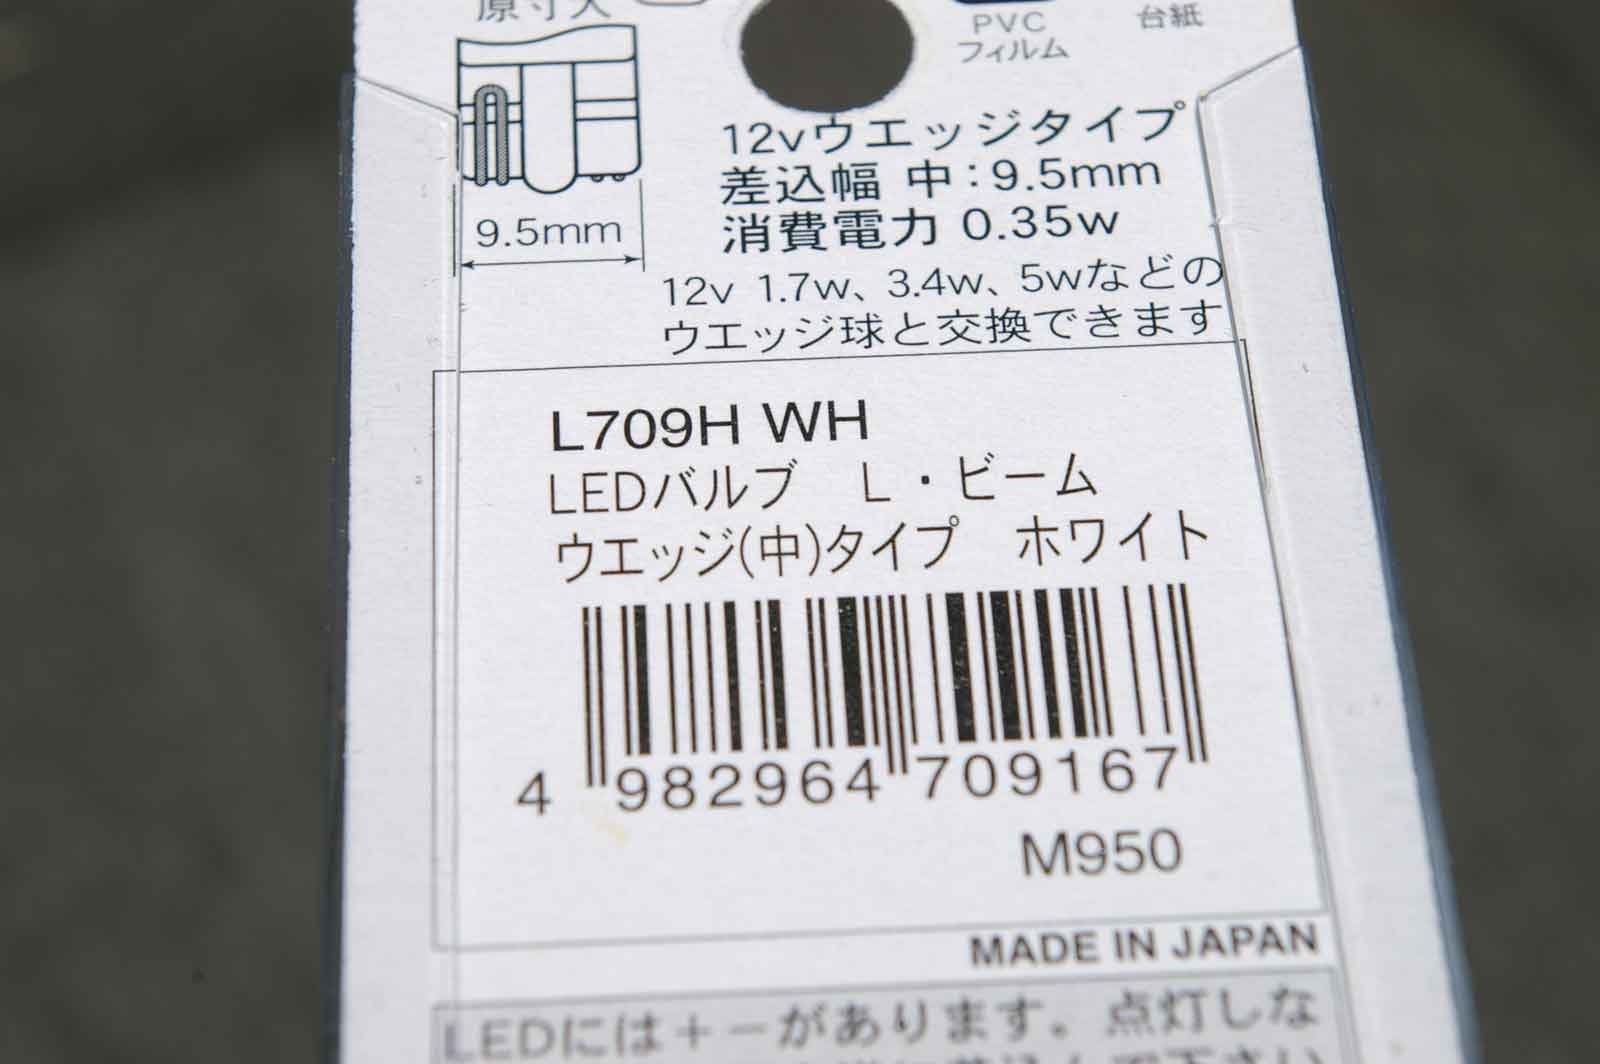 原寸大
PVC
フィルム
台紙
12vウエッジタイプ
差込幅 中:9.5mm
消費電力 0.35w
9.5mm
12v 1.7w、3.4w、5wなどの
ウエッジ球と交換できます
L709H WH
LEDバルブ L・ビーム
ウエッジ(中)タイプ ホワイト
4 982964 709167
M950
MADE IN JAPAN
LEDには+−があります。点灯しな